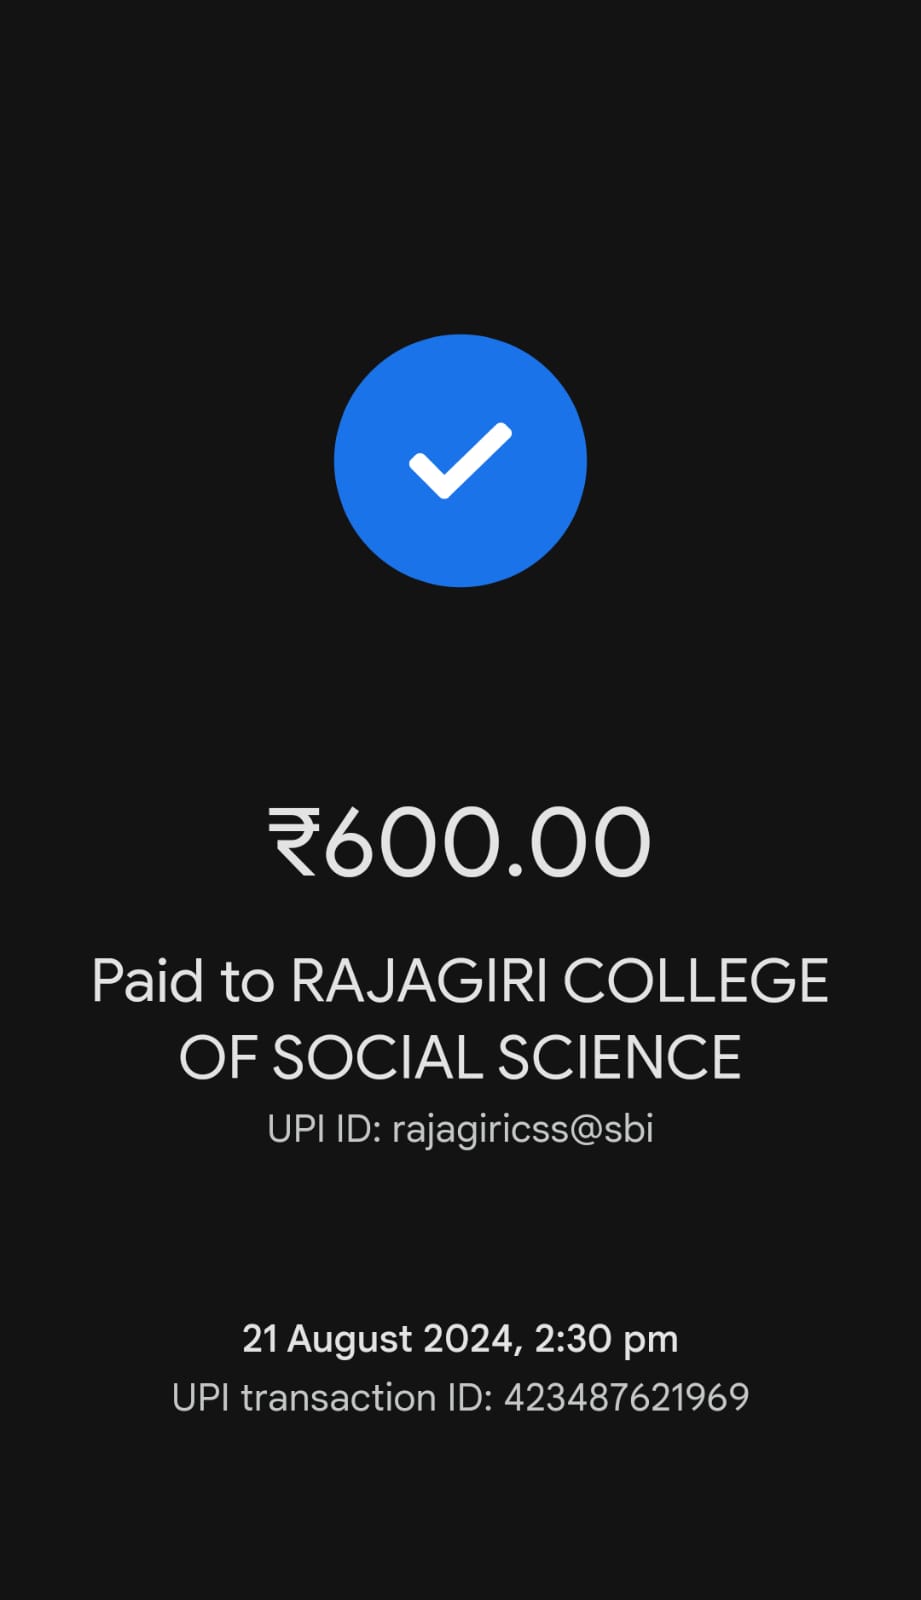 ₹600.00
Paid to RAJAGIRI COLLEGE
OF SOCIAL SCIENCE
UPI ID: rajagiricss@sbi
21 August 2024, 2:30 pm
UPI transaction ID: 423487621969